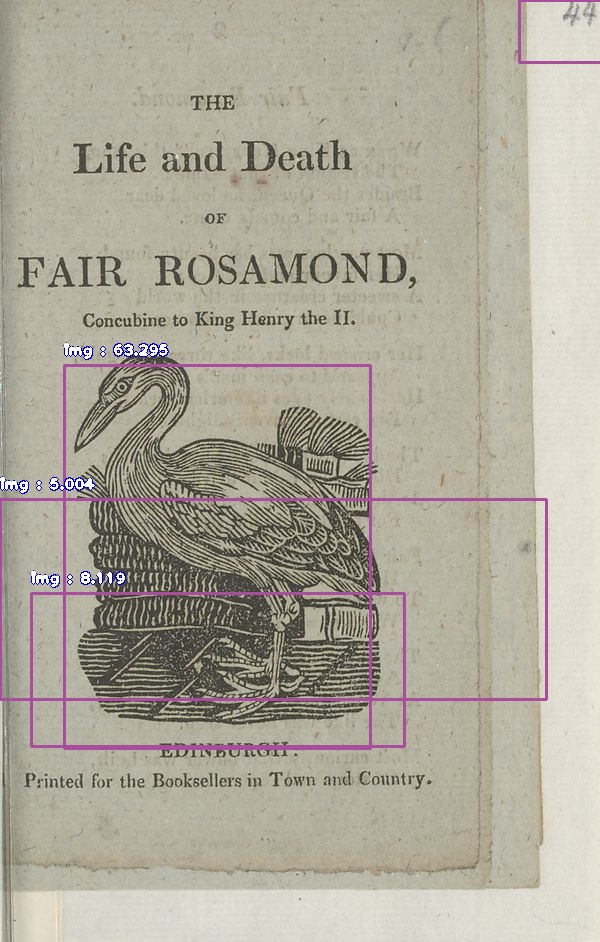 44
THE
Life and Death
OF
FAIR ROSAMOND,
Concubine to King Henry the II.
img : 63.295
img : 5.004
img : 8.119
EDINBURGH:
Printed for the Booksellers in Town and Country.